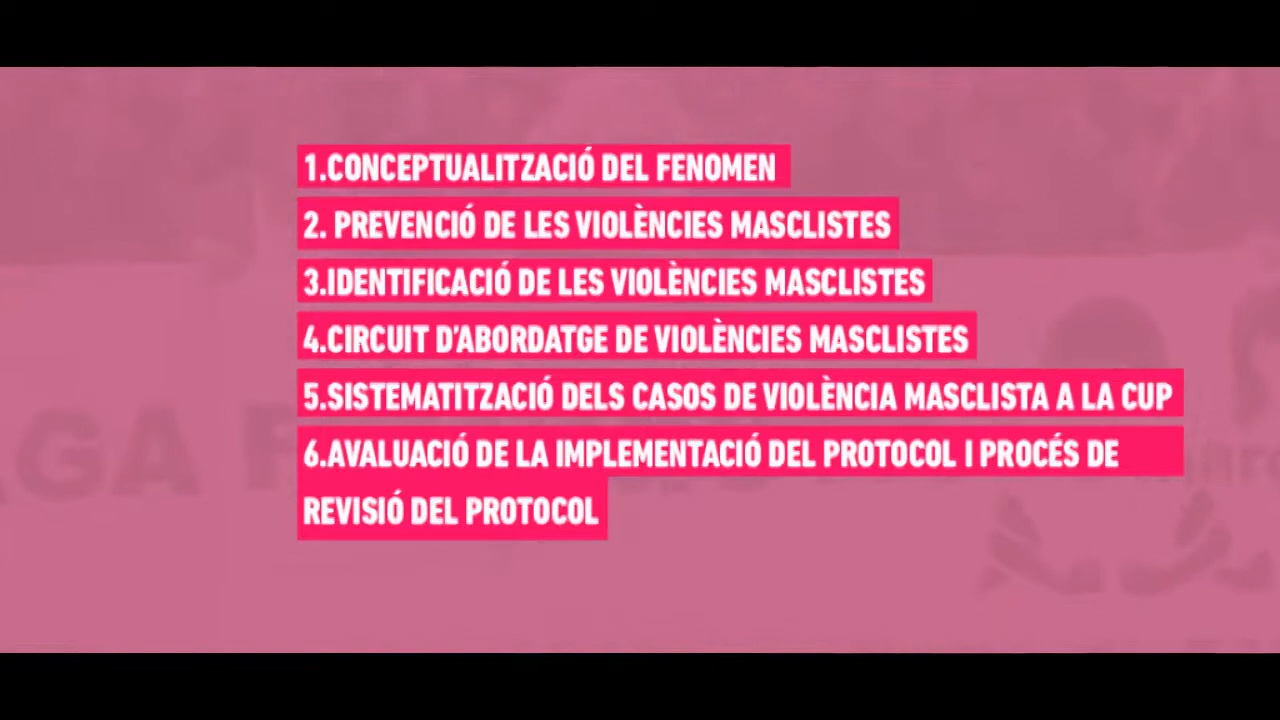 1.CONCEPTUALITZACIÓ DEL FENOMEN
2. PREVENCIÓ DE LES VIOLÈNCIES MASCLISTES
3.IDENTIFICACIÓ DE LES VIOLÈNCIES MASCLISTES
4.CIRCUIT D'ABORDATGE DE VIOLÈNCIES MASCLISTES
5.SISTEMATITZACIÓ DELS CASOS DE VIOLÈNCIA MASCLISTA A LA CUP
6.AVALUACIÓ DE LA IMPLEMENTACIÓ DEL PROTOCOL I PROCÉS DE
REVISIÓ DEL PROTOCOL